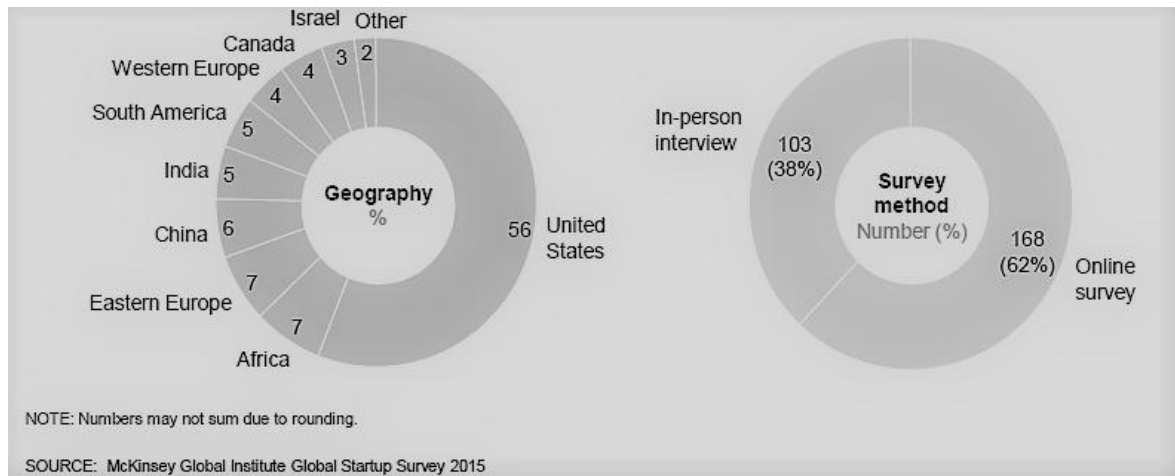 Israel
Other
Canada
Western Europe
South America
India
China
Eastern Europe
Africa
3
2
4
4
5
5
6
7
7
56
United
States
Geography
%
In-person
interview
103
(38%)
Survey
method
Number (%)
168
(62%)
Online
survey
NOTE: Numbers may not sum due to rounding.
SOURCE: McKinsey Global Institute Global Startup Survey 2015